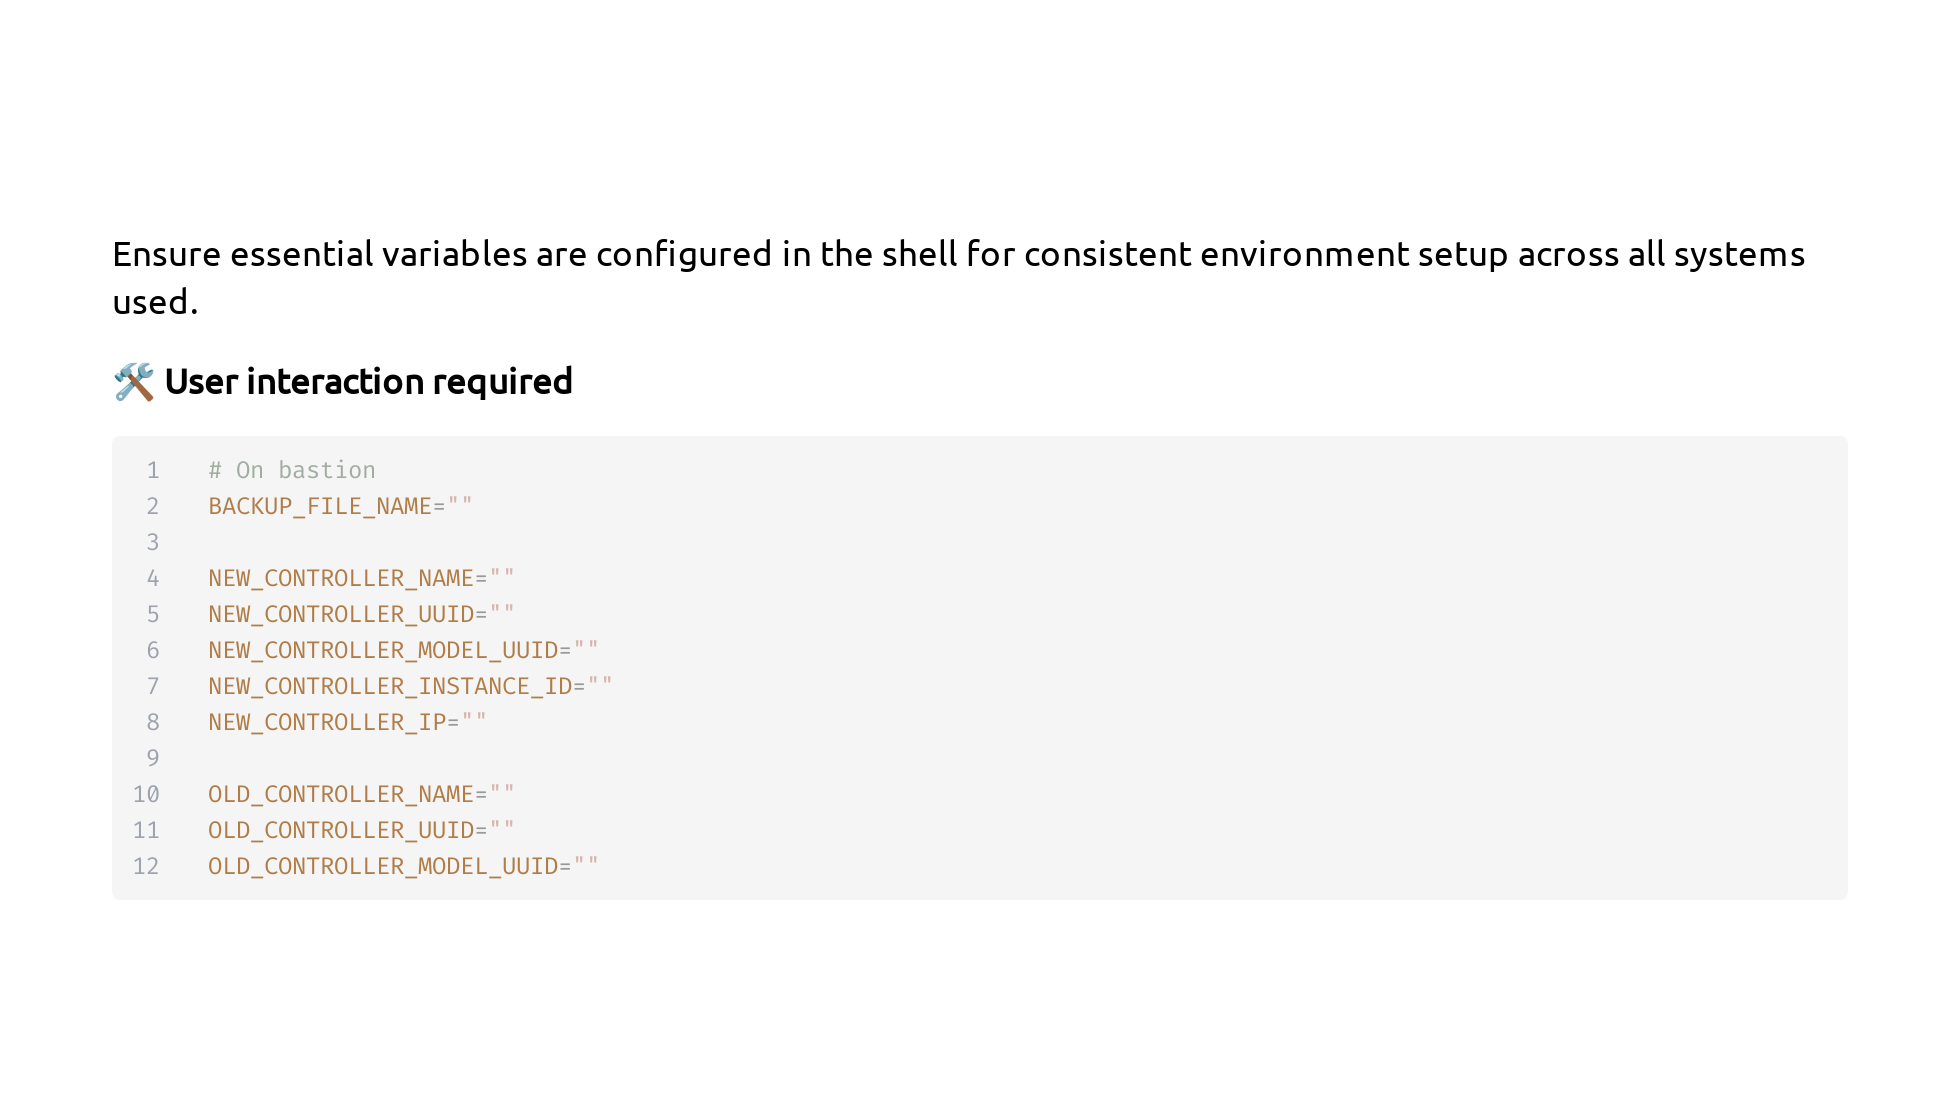 Ensure essential variables are configured in the shell for consistent environment setup across all systems
used.
🛠️ User interaction required
1 # On bastion
2 BACKUP_FILE_NAME=""
3
4 NEW_CONTROLLER_NAME=""
5 NEW_CONTROLLER_UUID=""
6 NEW_CONTROLLER_MODEL_UUID=""
7 NEW_CONTROLLER_INSTANCE_ID=""
8 NEW_CONTROLLER_IP=""
9
10 OLD_CONTROLLER_NAME=""
11 OLD_CONTROLLER_UUID=""
12 OLD_CONTROLLER_MODEL_UUID=""